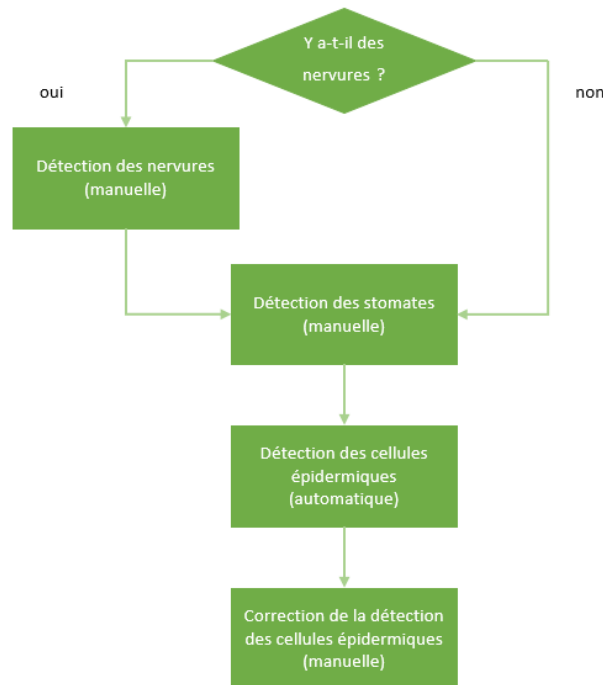 Y a-t-il des
nervures ?
oui
non
Détection des nervures
(manuelle)
Détection des stomates
(manuelle)
Détection des cellules
épidermiques
(automatique)
Correction de la détection
des cellules épidermiques
(manuelle)